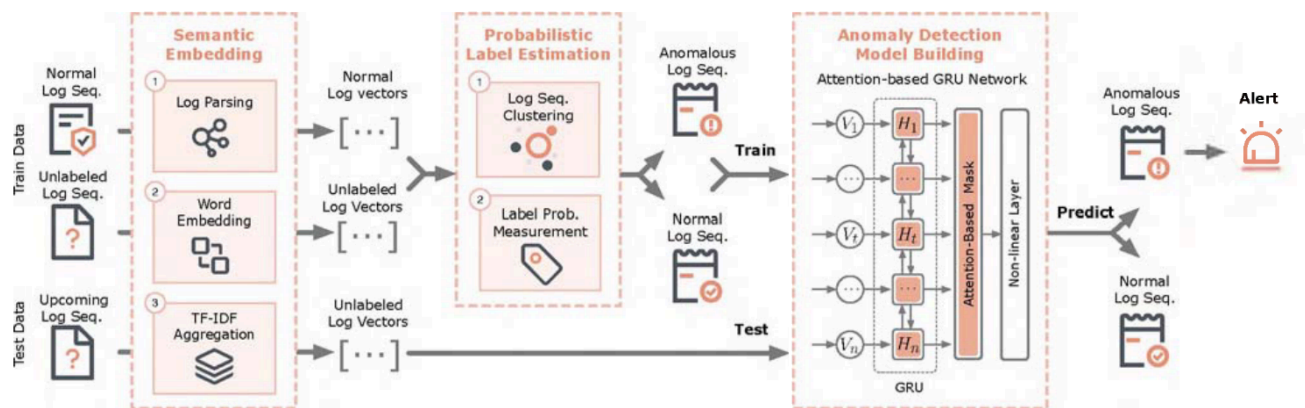 Train Data
Test Data
Normal
Log Seq.
Unlabeled
Log Seq.
?
Upcoming
Log Seq.
?
Semantic
Embedding
1
Log Parsing
2
Word
Embedding
3
TF-IDF
Aggregation
Normal
Log vectors
[···]
Unlabeled
Log Vectors
[···]
Unlabeled
Log Vectors
[···]
Probabilistic
Label Estimation
1
Log Seq.
Clustering
2
Label Prob.
Measurement
Anomalous
Log Seq.
Normal
Log Seq.
Train
Test
Anomaly Detection
Model Building
Attention-based GRU Network
V1
H1
...
...
Vt
Ht
...
...
Vn
Hn
GRU
Attention-Based Mask
Non-linear Layer
Predict
Anomalous
Log Seq.
Normal
Log Seq.
Alert